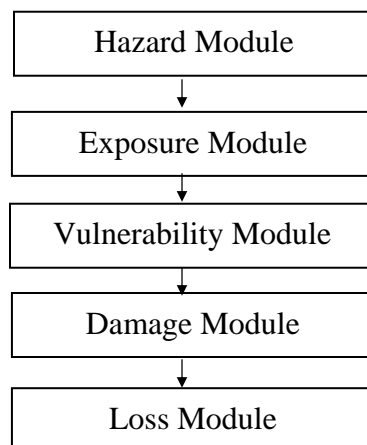 Hazard Module
Exposure Module
Vulnerability Module
Damage Module
Loss Module